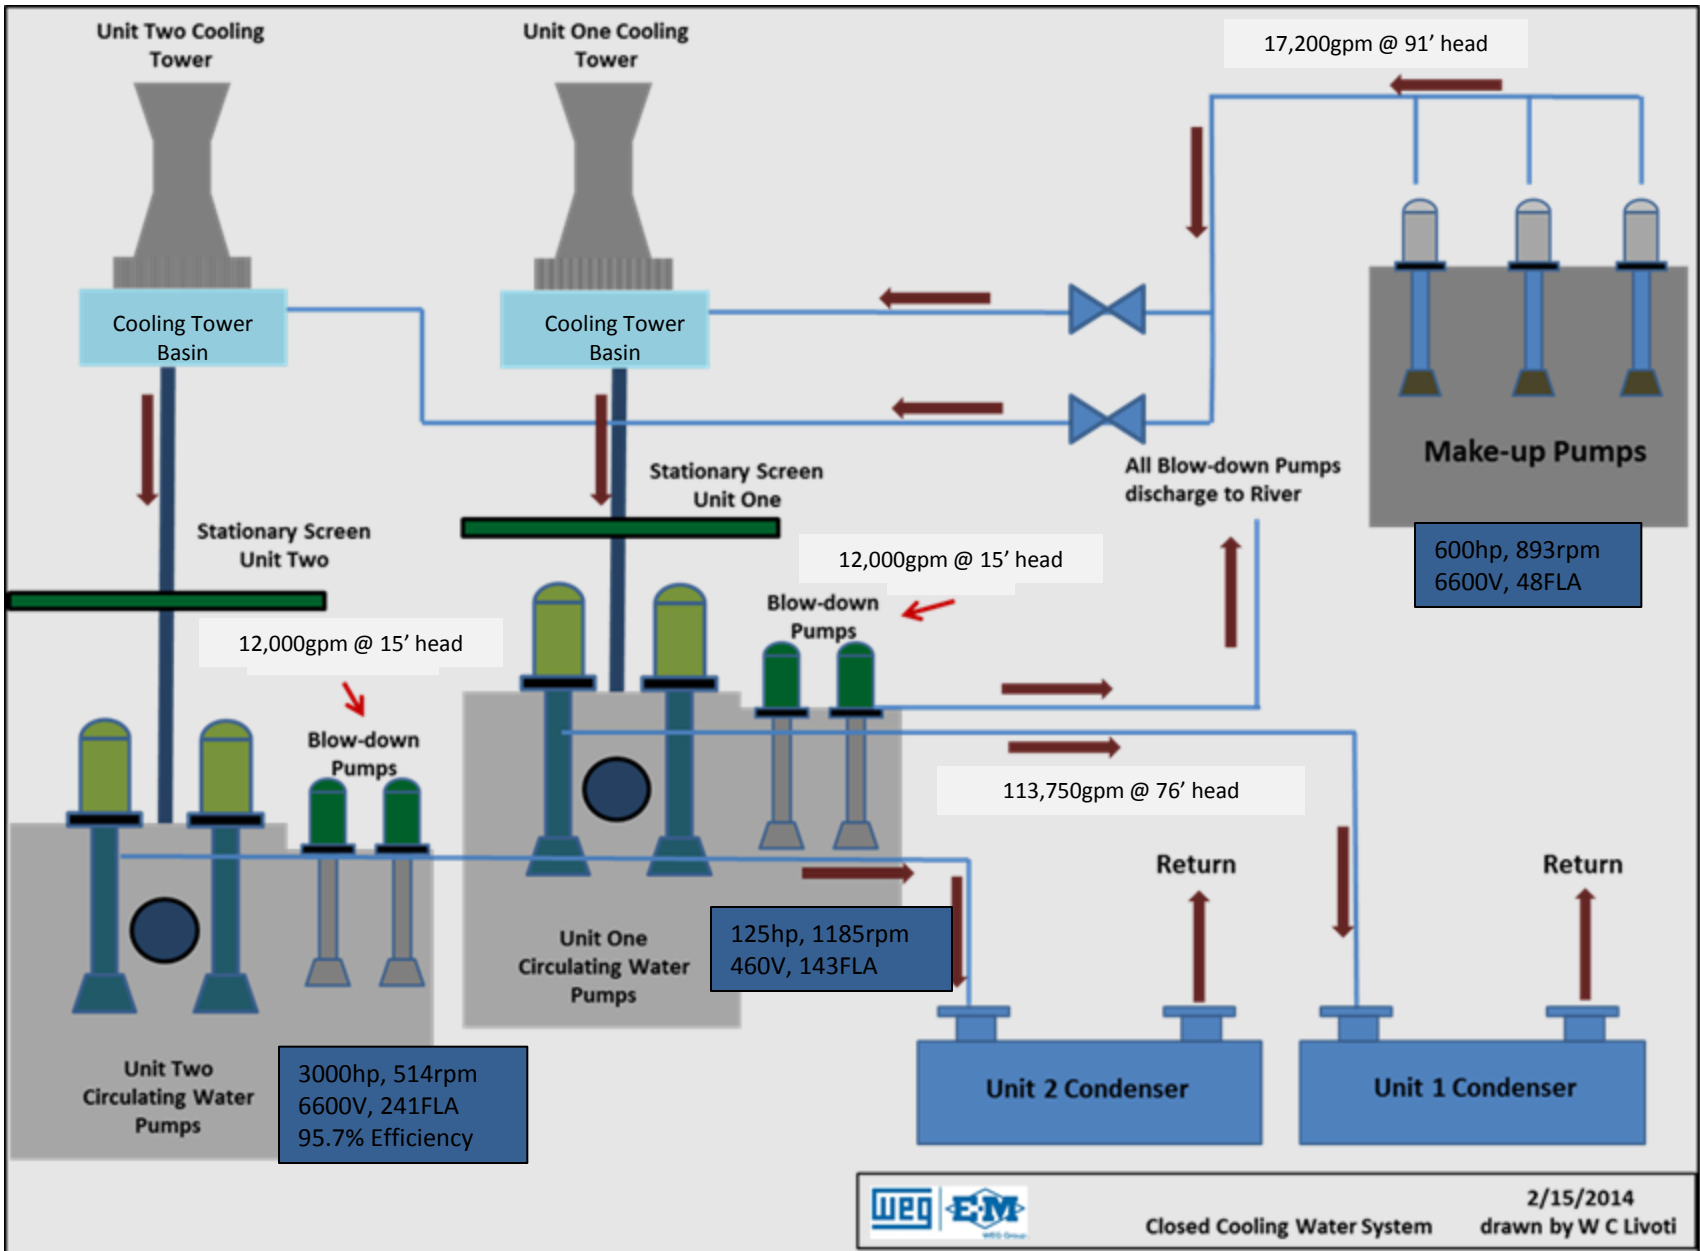 Unit Two Cooling
Tower
Unit One Cooling
Tower
17,200gpm @ 91' head
Cooling Tower
Basin
Cooling Tower
Basin
Make-up Pumps
All Blow-down Pumps
discharge to River
Stationary Screen
Unit One
Stationary Screen
Unit Two
600hp, 893rpm
6600V, 48FLA
12,000gpm @ 15' head
Blow-down
Pumps
12,000gpm @ 15' head
Blow-down
Pumps
113,750gpm @ 76' head
Return
Return
Unit One
Circulating Water
Pumps
125hp, 1185rpm
460V, 143FLA
Unit Two
Circulating Water
Pumps
3000hp, 514rpm
6600V, 241FLA
95.7% Efficiency
Unit 2 Condenser
Unit 1 Condenser
weg
E-M
WEG Group
Closed Cooling Water System
2/15/2014
drawn by W C Livoti